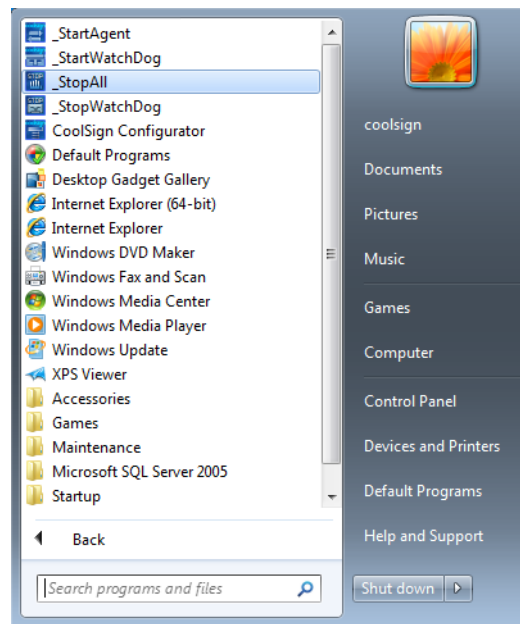 _StartAgent
_StartWatchDog
_StopAll
_StopWatchDog
CoolSign Configurator
Default Programs
Desktop Gadget Gallery
Internet Explorer (64-bit)
Internet Explorer
Windows DVD Maker
Windows Fax and Scan
Windows Media Center
Windows Media Player
Windows Update
XPS Viewer
Accessories
Games
Maintenance
Microsoft SQL Server 2005
Startup
Back
Search programs and files
coolsign
Documents
Pictures
Music
Games
Computer
Control Panel
Devices and Printers
Default Programs
Help and Support
Shut down